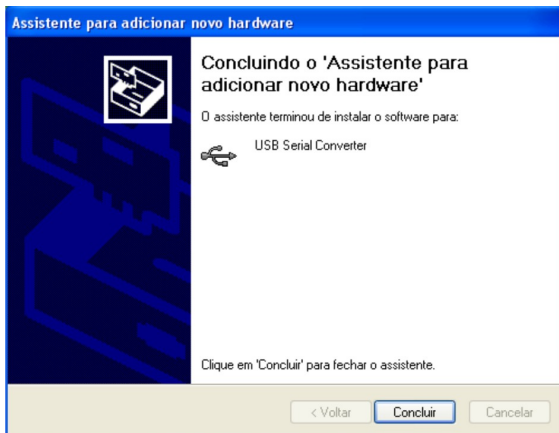 Assistente para adicionar novo hardware
Concluindo o 'Assistente para
adicionar novo hardware'
O assistente terminou de instalar o software para:
USB Serial Converter
Clique em 'Concluir' para fechar o assistente.
< Voltar
Concluir
Cancelar